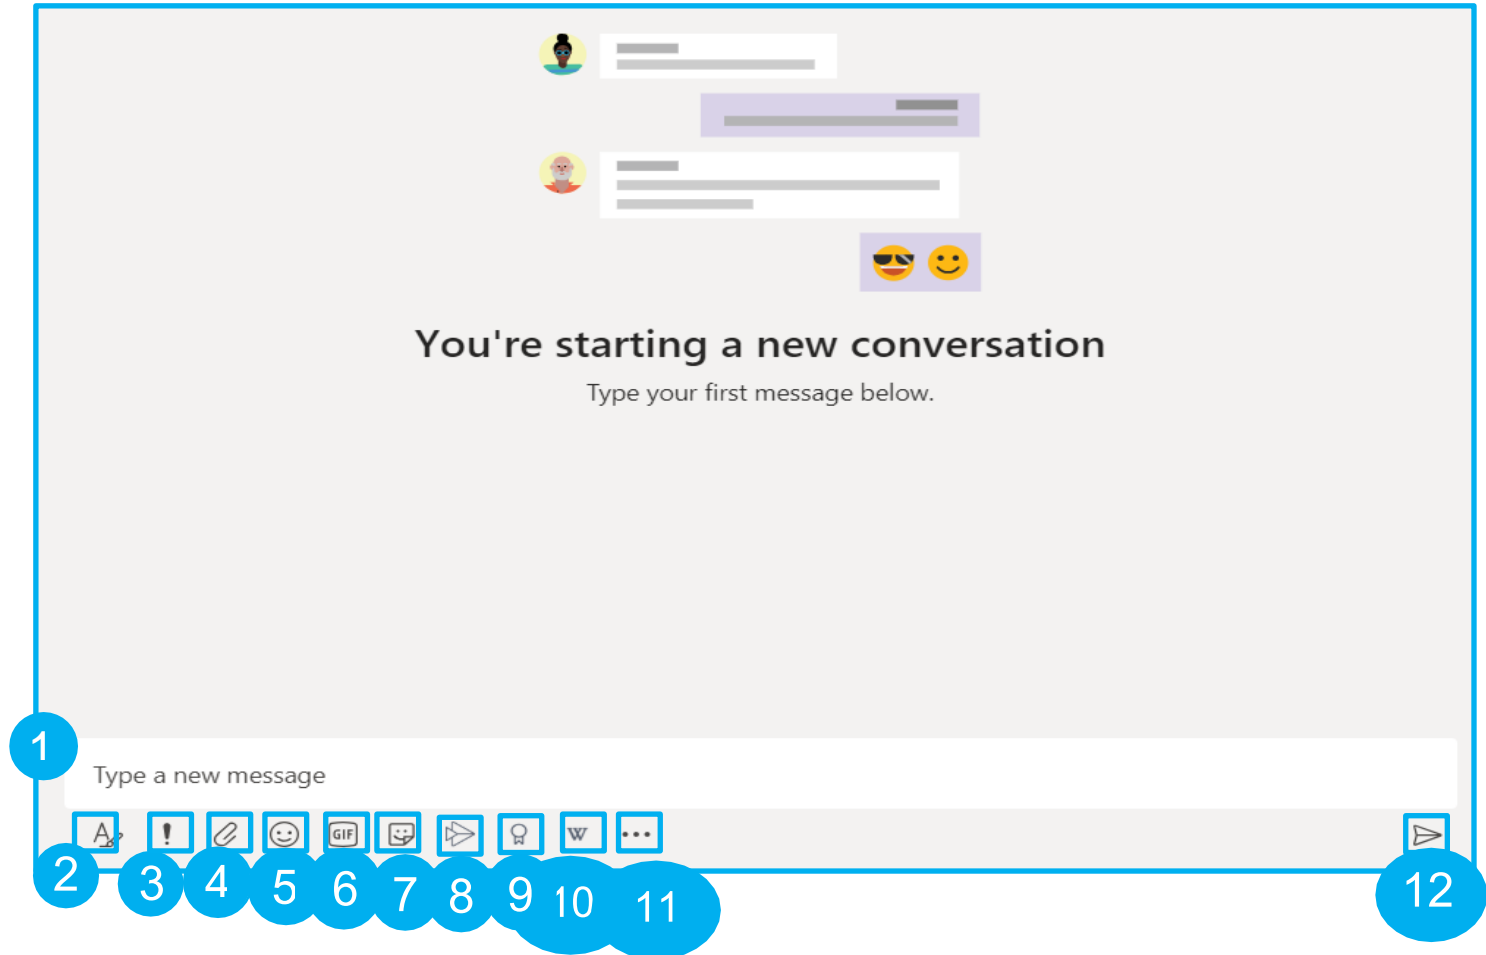 You're starting a new conversation
Type your first message below.
1
Type a new message
GIF W
2 3 4 5 6 7 8 9 10 11 12